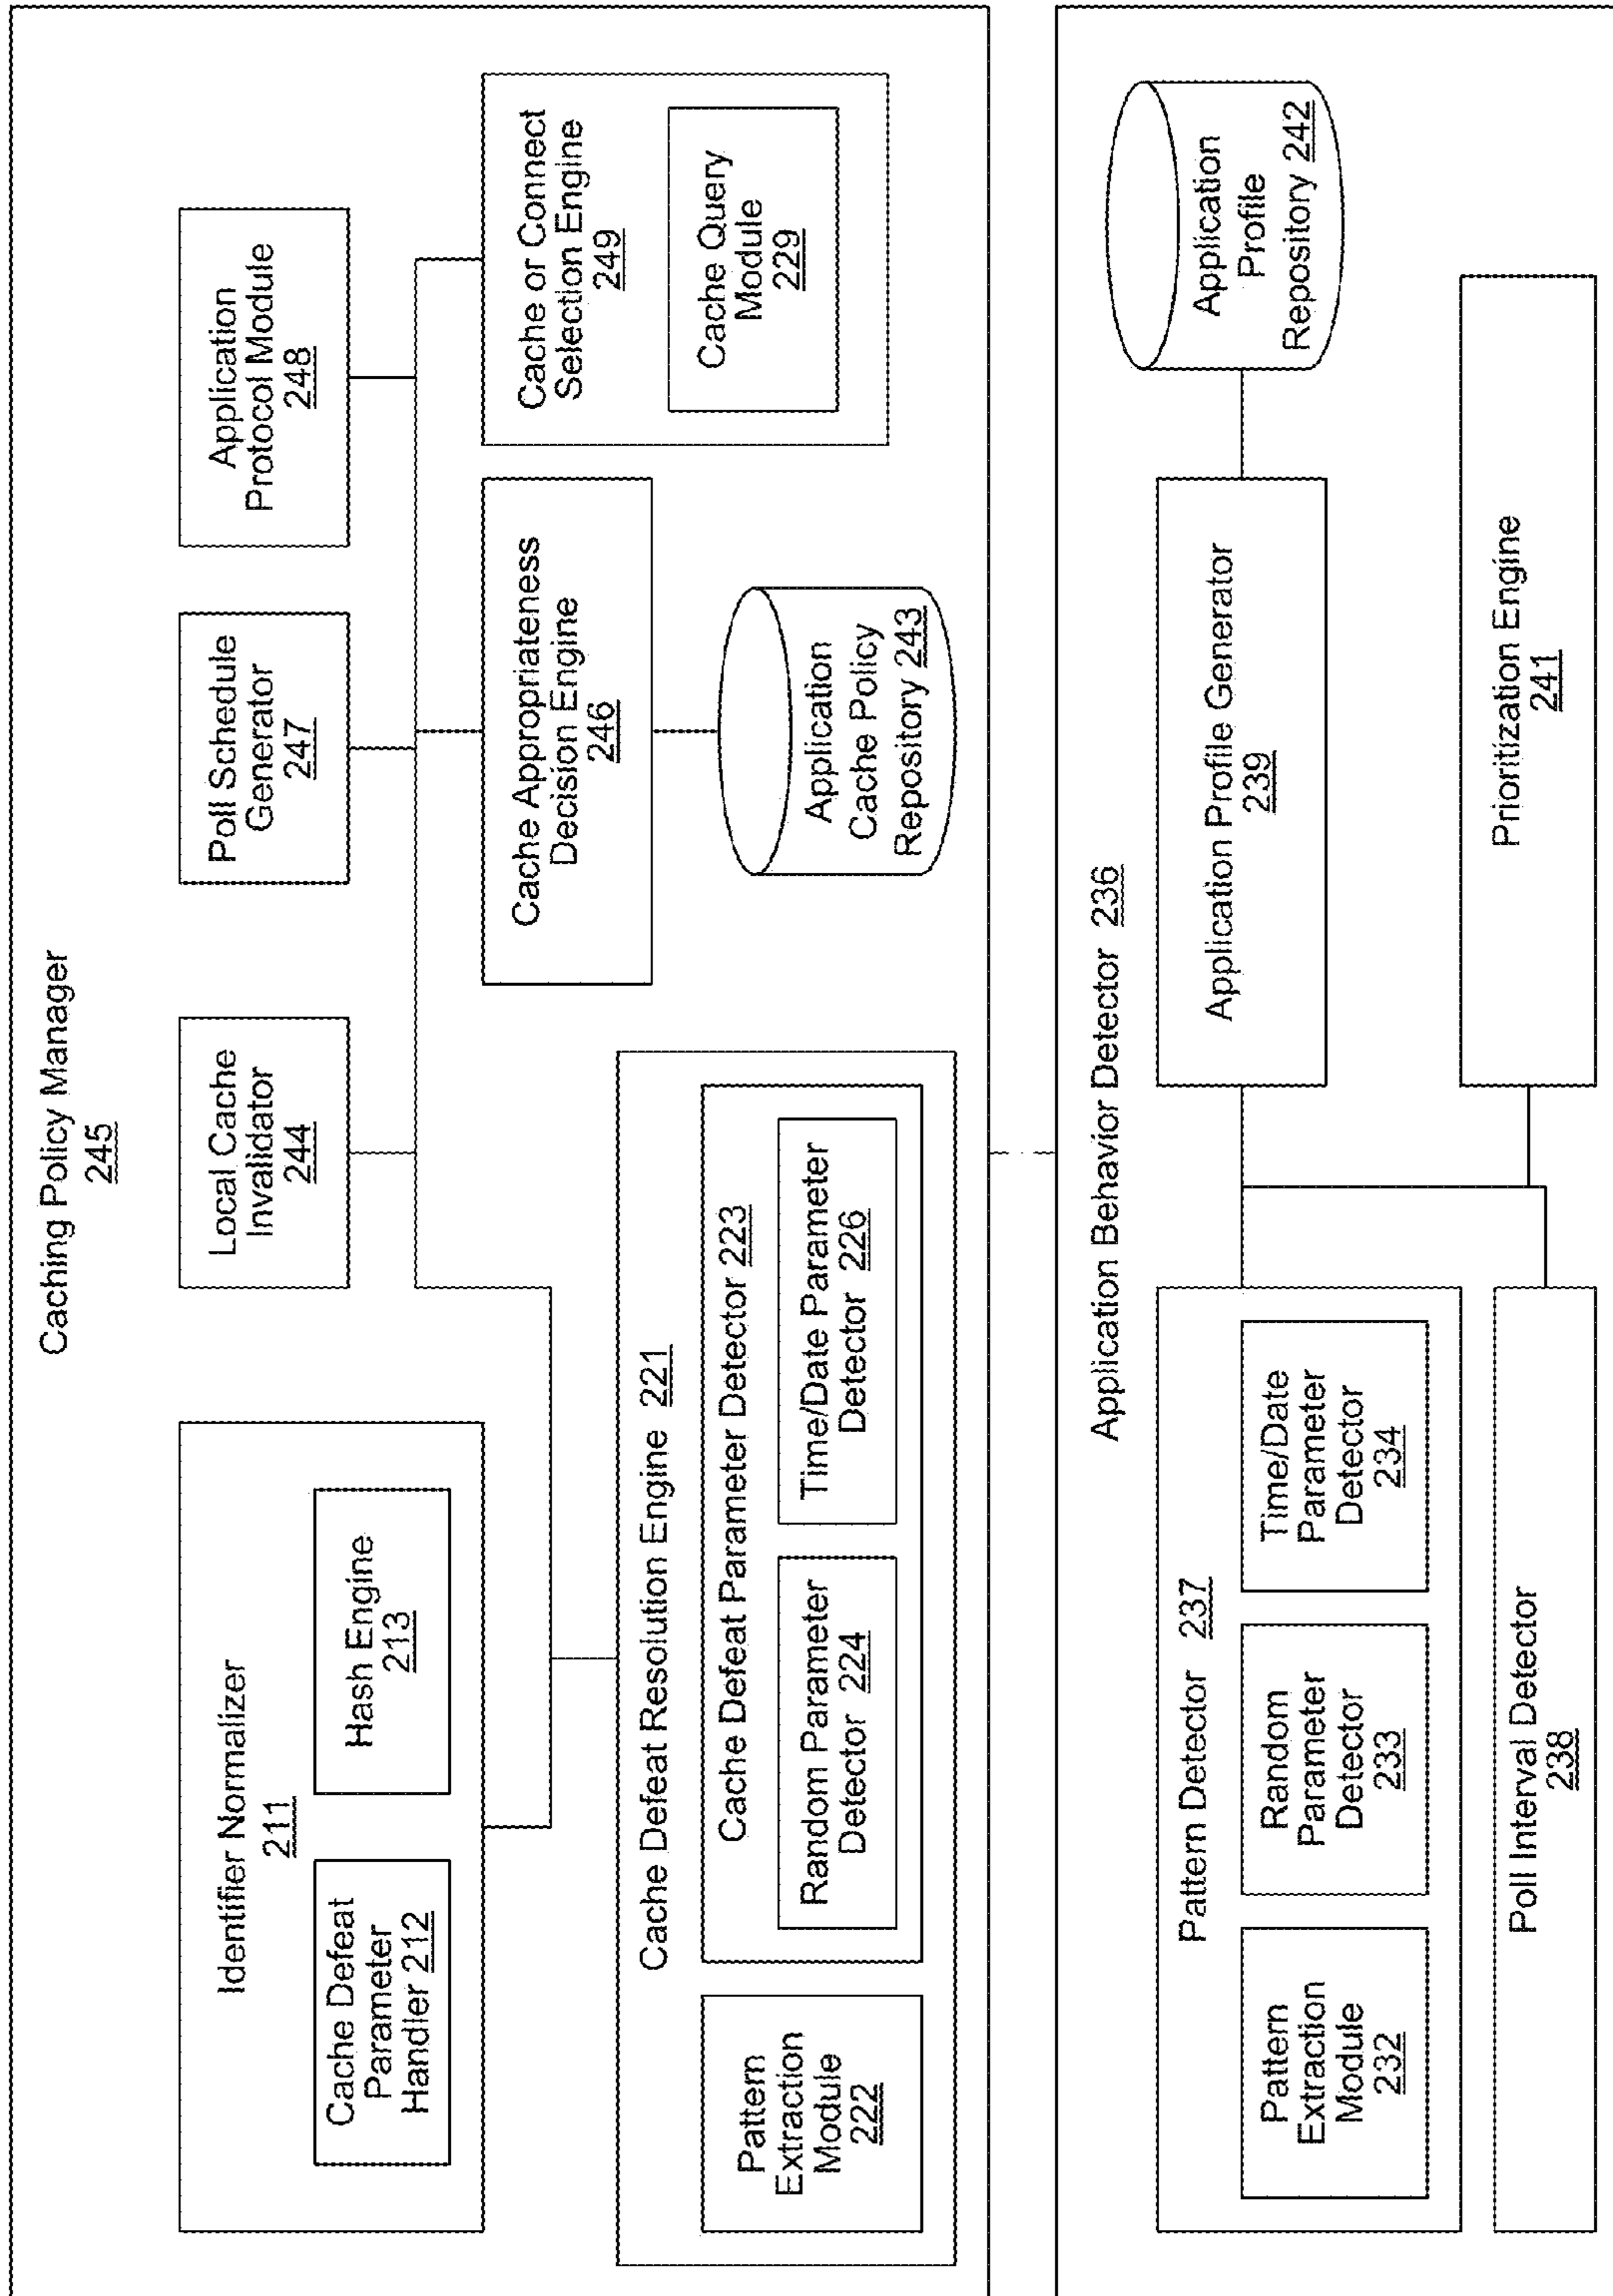 Caching Policy Manager
245
Identifier Normalizer
211
Cache Defeat
Parameter
Handler 212
Hash Engine
213
Local Cache
Invalidator
244
Poll Schedule
Generator
247
Application
Protocol Module
248
Cache Defeat Resolution Engine 221
Pattern
Extraction
Module
222
Cache Defeat Parameter Detector 223
Random Parameter
Detector 224
Time/Date Parameter
Detector 226
Cache Appropriateness
Decision Engine
246
Application
Cache Policy
Repository 243
Cache or Connect
Selection Engine
249
Cache Query
Module
229
Application Behavior Detector 236
Pattern Detector 237
Pattern
Extraction
Module
232
Random
Parameter
Detector
233
Time/Date
Parameter
Detector
234
Poll Interval Detector
238
Application Profile Generator
239
Application
Profile
Repository 242
Prioritization Engine
241